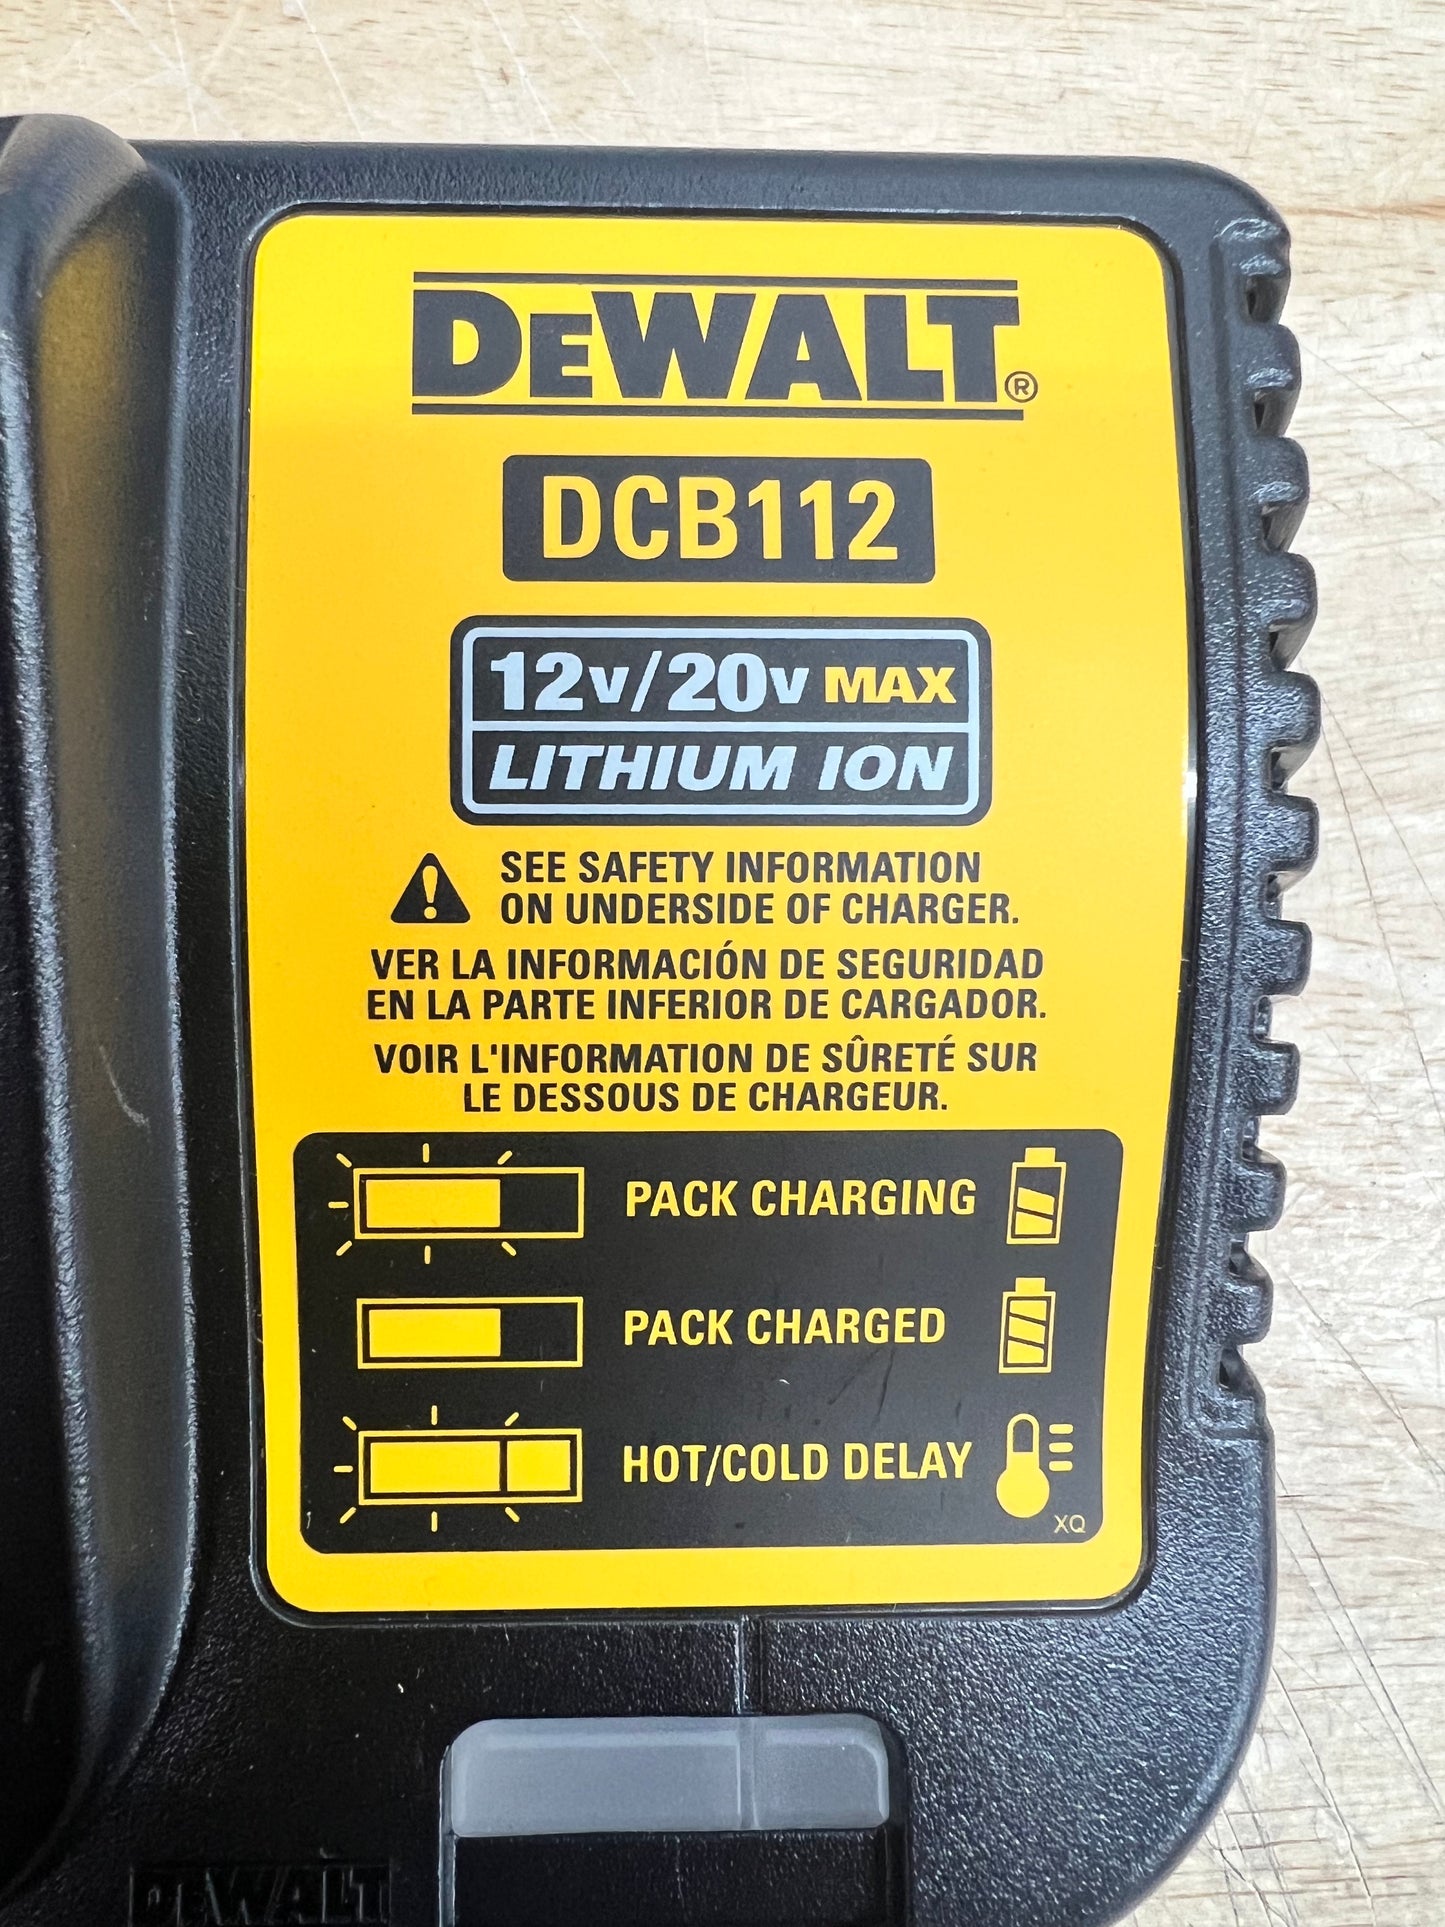 DEWALT®
DCB112
12V/20V MAX
LITHIUM ION
SEE SAFETY INFORMATION
ON UNDERSIDE OF CHARGER.
VER LA INFORMACIÓN DE SEGURIDAD
EN LA PARTE INFERIOR DE CARGADOR.
VOIR L'INFORMATION DE SÛRETÉ SUR
LE DESSOUS DE CHARGEUR.
PACK CHARGING
PACK CHARGED
HOT/COLD DELAY
XQ
DEWALT